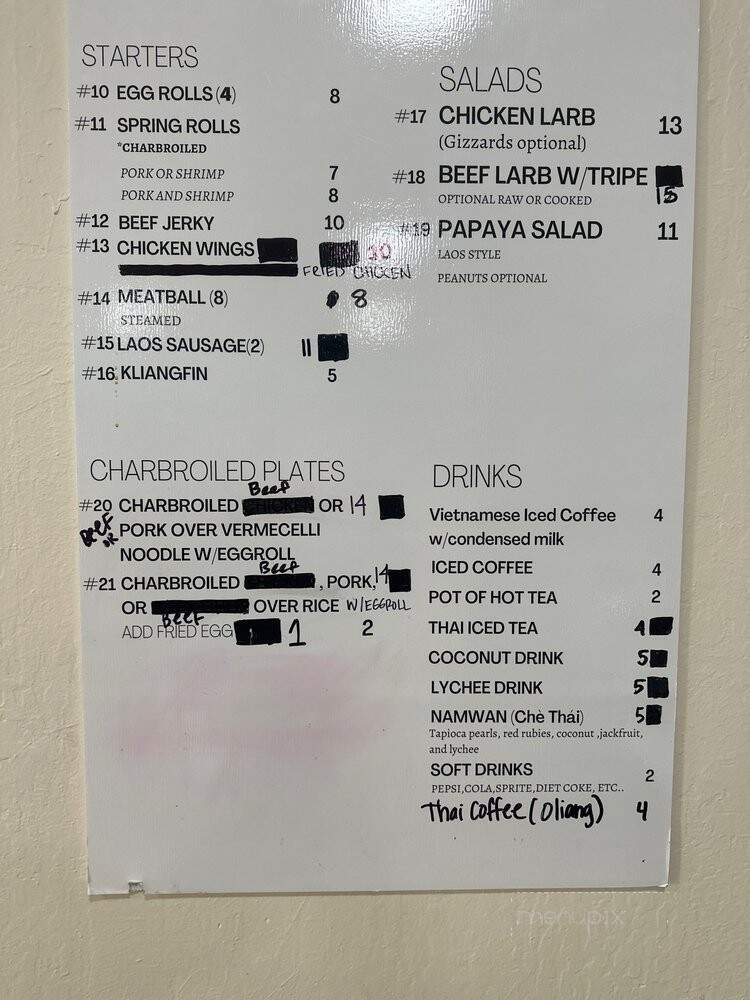 STARTERS
#10 EGG ROLLS (4) 8
#11 SPRING ROLLS
*CHARBROILED
PORK OR SHRIMP 7
PORK AND SHRIMP 8
#12 BEEF JERKY 10
#13 CHICKEN WINGS 10
FRIED CHICKEN
#14 MEATBALL (8) 8
STEAMED
#15 LAOS SAUSAGE(2) 11
#16 KLIANGFIN 5
SALADS
#17 CHICKEN LARB 13
(Gizzards optional)
#18 BEEF LARB W/TRIPE
OPTIONAL RAW OR COOKED 15
#19 PAPAYA SALAD 11
LAOS STYLE
PEANUTS OPTIONAL
CHARBROILED PLATES
Beef
#20 CHARBROILED OR 14
BEEF OR PORK OVER VERMECELLI
NOODLE W/EGGROLL
Beef
#21 CHARBROILED , PORK, 14
OR OVER RICE W/EGGROLL
Beef
ADD FRIED EGG 1 2
DRINKS
Vietnamese Iced Coffee 4
w/condensed milk
ICED COFFEE 4
POT OF HOT TEA 2
THAI ICED TEA 4
COCONUT DRINK 5
LYCHEE DRINK 5
NAMWAN (Chè Thái) 5
Tapioca pearls, red rubies, coconut ,jackfruit,
and lychee
SOFT DRINKS 2
PEPSI,COLA,SPRITE,DIET COKE, ETC..
Thai Coffee (Oliang) 4
menupix